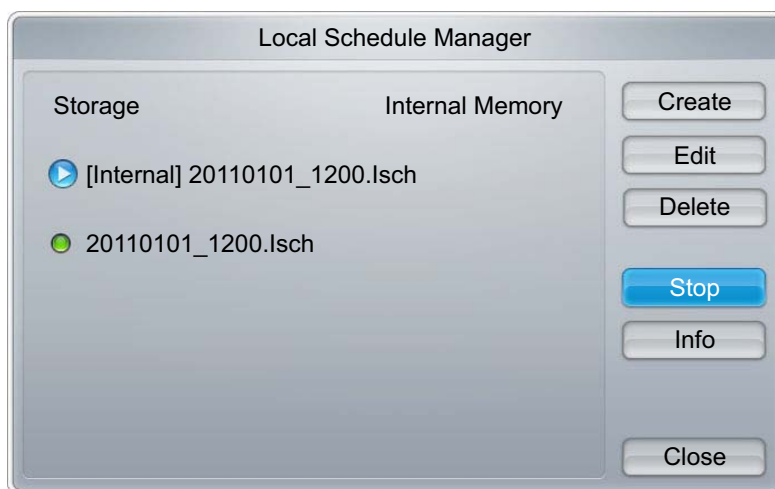 Local Schedule Manager
Storage Internal Memory
Create
[Internal] 20110101_1200.lsch
Edit
20110101_1200.lsch
Delete
Stop
Info
Close